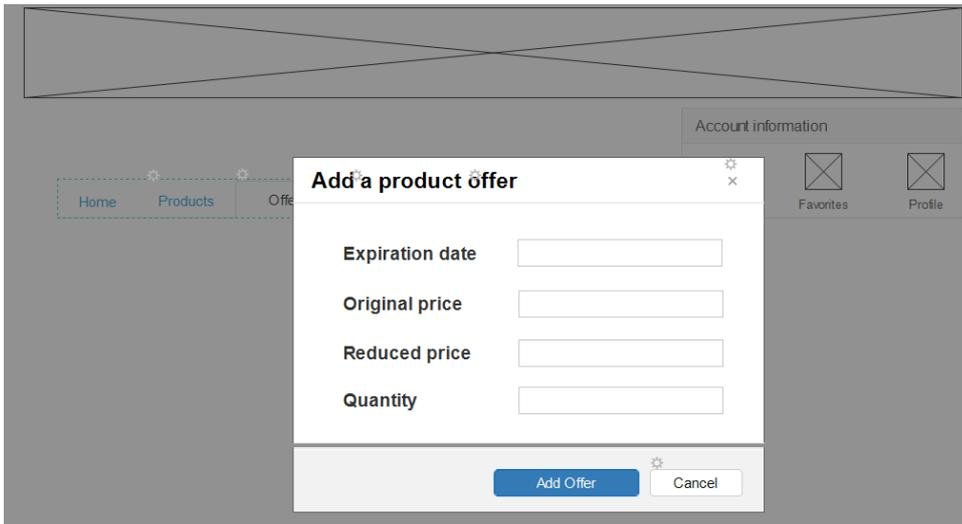 Account information
Add a product offer
×
Home
Products
Offe
Favorites
Profile
Expiration date
Original price
Reduced price
Quantity
Add Offer
Cancel